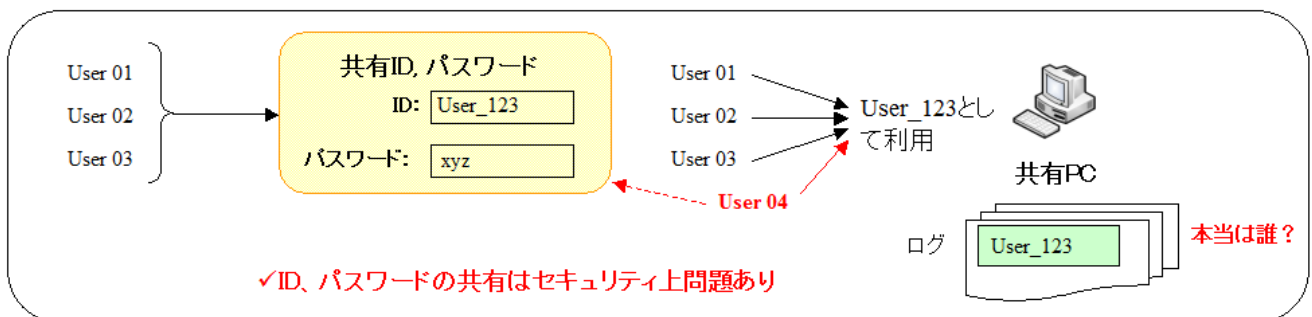 User 01
User 02
User 03
共有ID, パスワード
ID: User_123
パスワード: xyz
User 01
User 02
User 03
User 04
User_123とし
て利用
共有PC
ログ
User_123
本当は誰?
✓ID、パスワードの共有はセキュリティ上問題あり